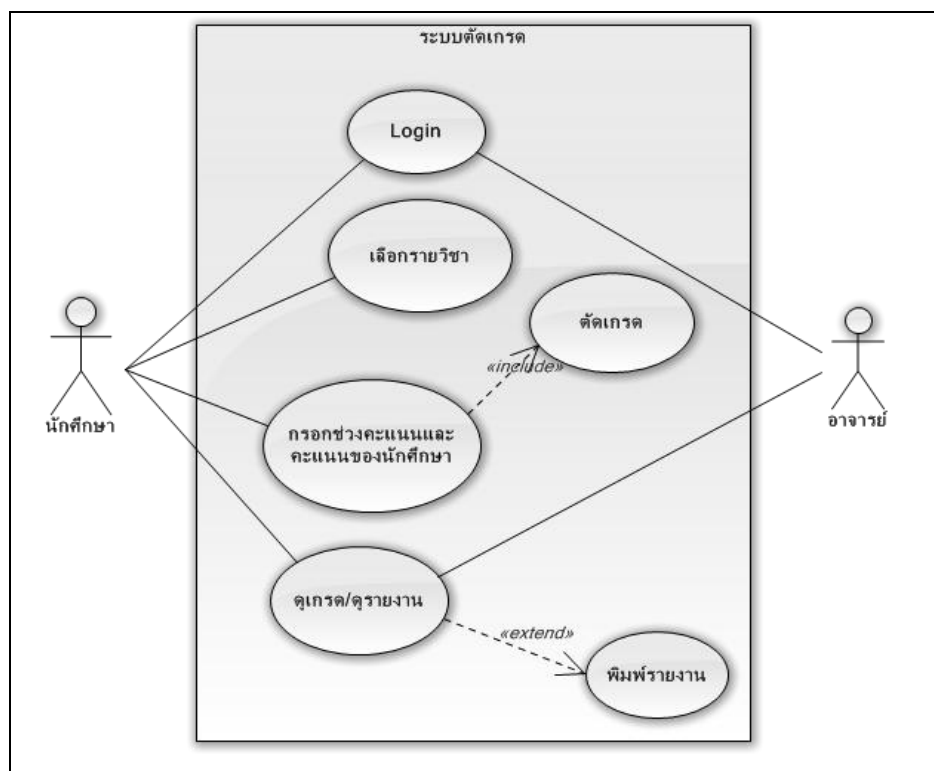 ระบบตัดเกรด
Login
เลือกรายวิชา
ตัดเกรด
«include»
นักศึกษา
อาจารย์
กรอกช่วงคะแนนและ
คะแนนของนักศึกษา
ดูเกรด/ดูรายงาน
«extend»
พิมพ์รายงาน